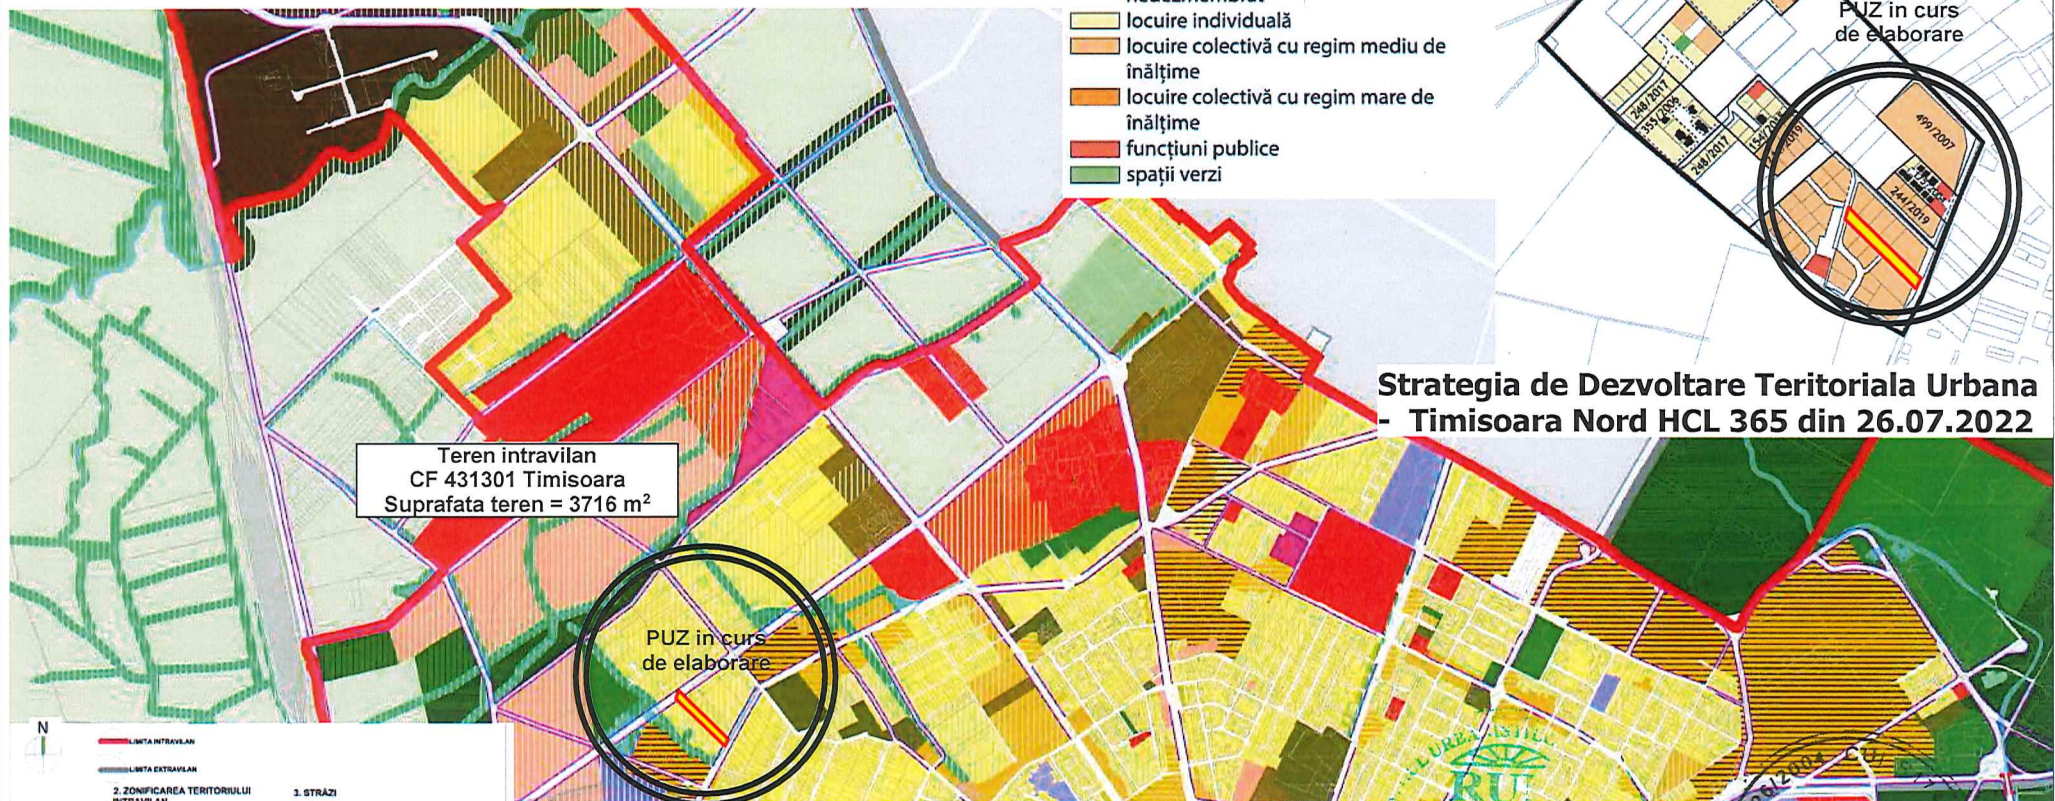 locuire individuală
locuire colectivă cu regim mediu de
înălțime
locuire colectivă cu regim mare de
înălțime
funcțiuni publice
spații verzi
PUZ in curs
de elaborare
248/2017
355/2006
248/2017
499/2007
244/2019
Strategia de Dezvoltare Teritoriala Urbana
- Timisoara Nord HCL 365 din 26.07.2022
Teren intravilan
CF 431301 Timisoara
Suprafata teren = 3716 m²
PUZ in curs
de elaborare
N
LIMITA INTRAVILAN
LIMITA EXTRAVILAN
2. ZONIFICAREA TERITORIULUI
3. STRĂZI
RUR